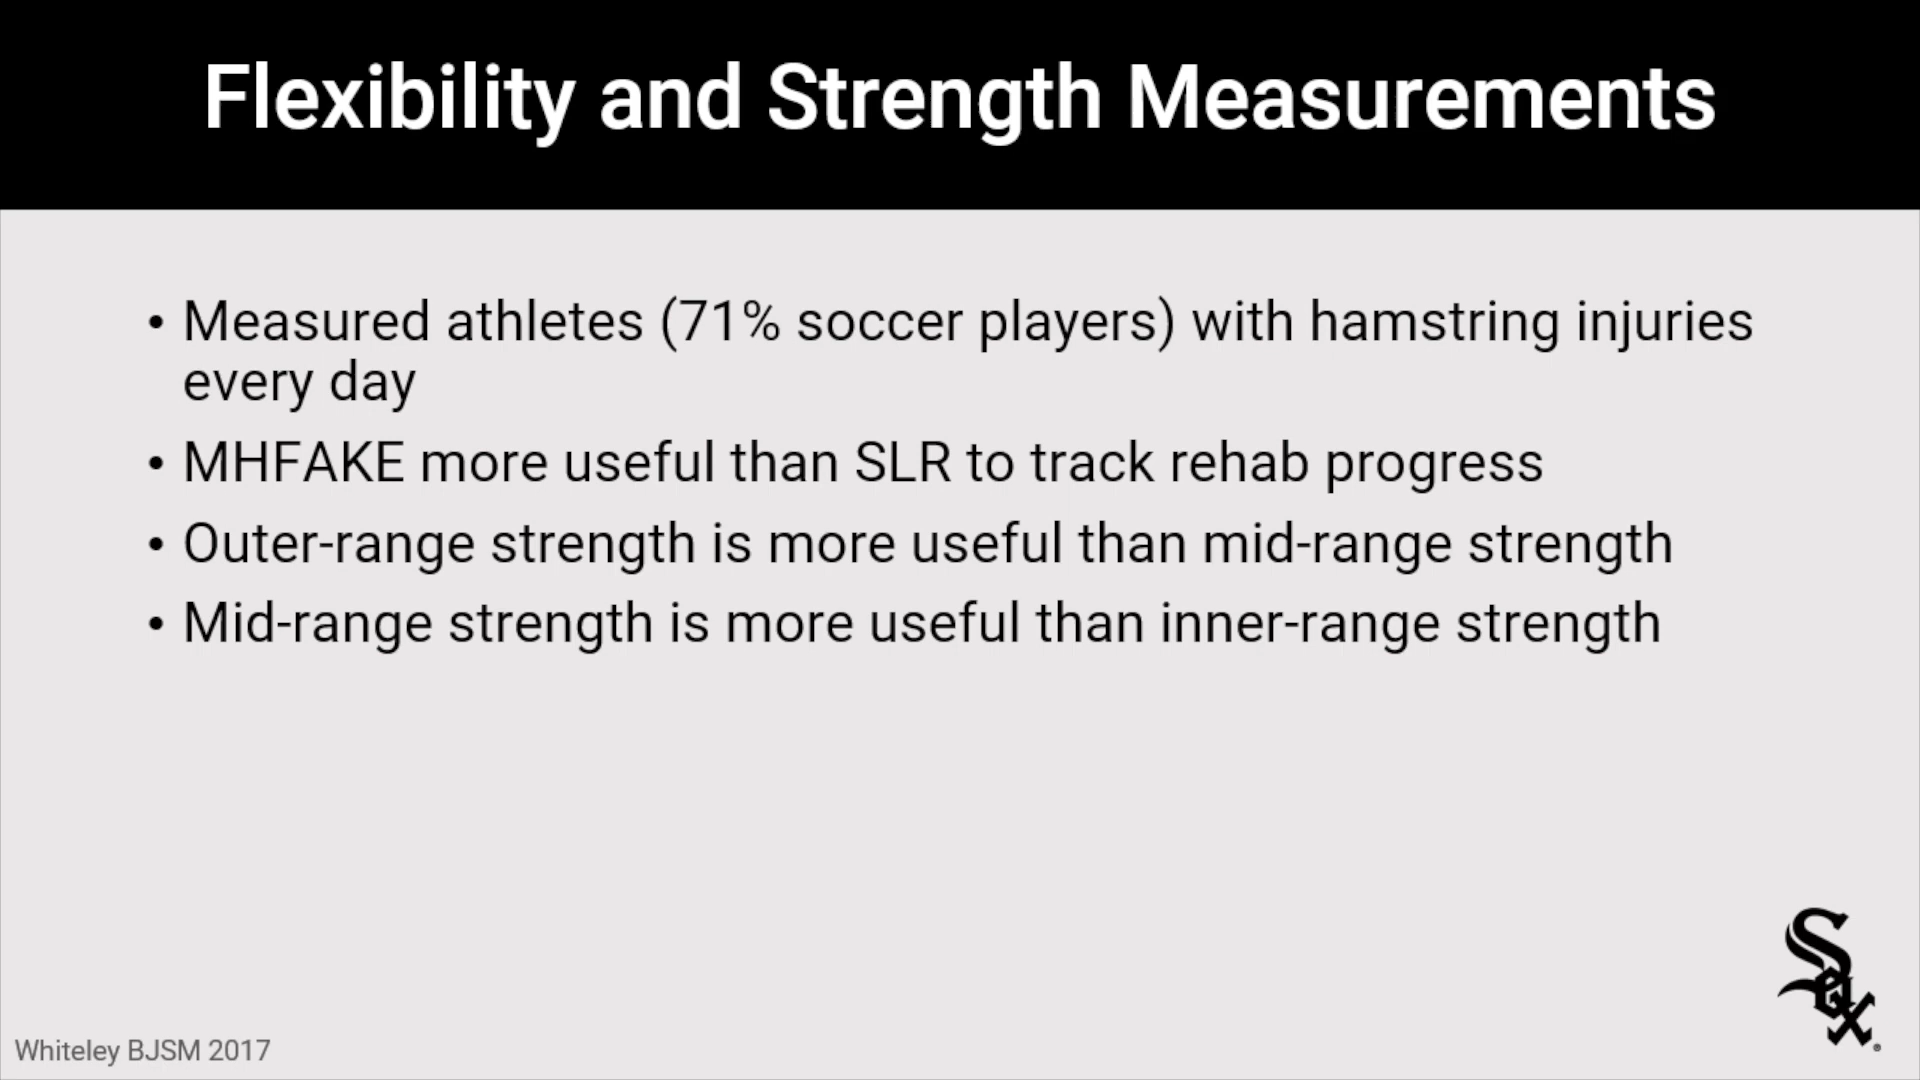 Flexibility and Strength Measurements
• Measured athletes (71% soccer players) with hamstring injuries
every day
• MHFAKE more useful than SLR to track rehab progress
• Outer-range strength is more useful than mid-range strength
• Mid-range strength is more useful than inner-range strength
Sox®
Whiteley BJSM 2017